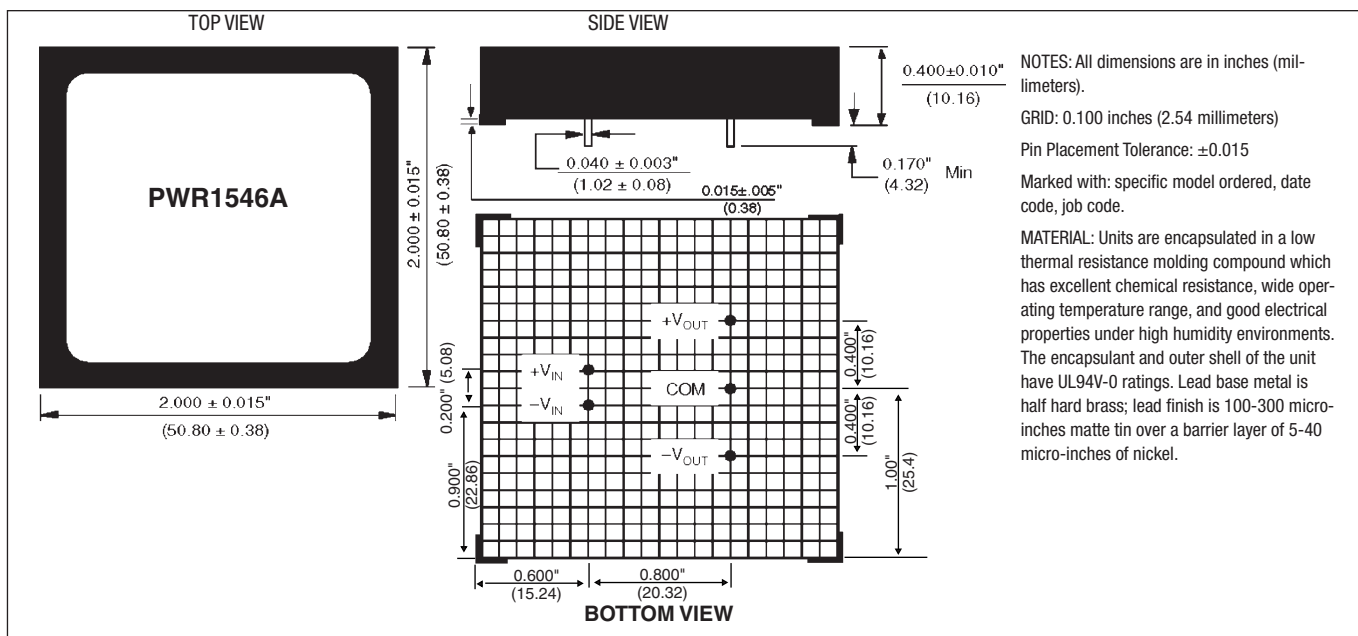 TOP VIEW
SIDE VIEW
PWR1546A
2.000 ± 0.015"
(50.80 ± 0.38)
2.000 ± 0.015"
(50.80 ± 0.38)
0.400±0.010"
(10.16)
0.040 ± 0.003"
(1.02 ± 0.08)
0.170" Min
(4.32)
0.015±.005"
(0.38)
+VOUT
+VIN
COM
−VIN
−VOUT
0.200" (5.08)
0.900"
(22.86)
0.400"
(10.16)
0.400"
(10.16)
1.00"
(25.4)
0.600"
(15.24)
0.800"
(20.32)
BOTTOM VIEW
NOTES: All dimensions are in inches (mil-
limeters).
GRID: 0.100 inches (2.54 millimeters)
Pin Placement Tolerance: ±0.015
Marked with: specific model ordered, date
code, job code.
MATERIAL: Units are encapsulated in a low
thermal resistance molding compound which
has excellent chemical resistance, wide oper-
ating temperature range, and good electrical
properties under high humidity environments.
The encapsulant and outer shell of the unit
have UL94V-0 ratings. Lead base metal is
half hard brass; lead finish is 100-300 micro-
inches matte tin over a barrier layer of 5-40
micro-inches of nickel.